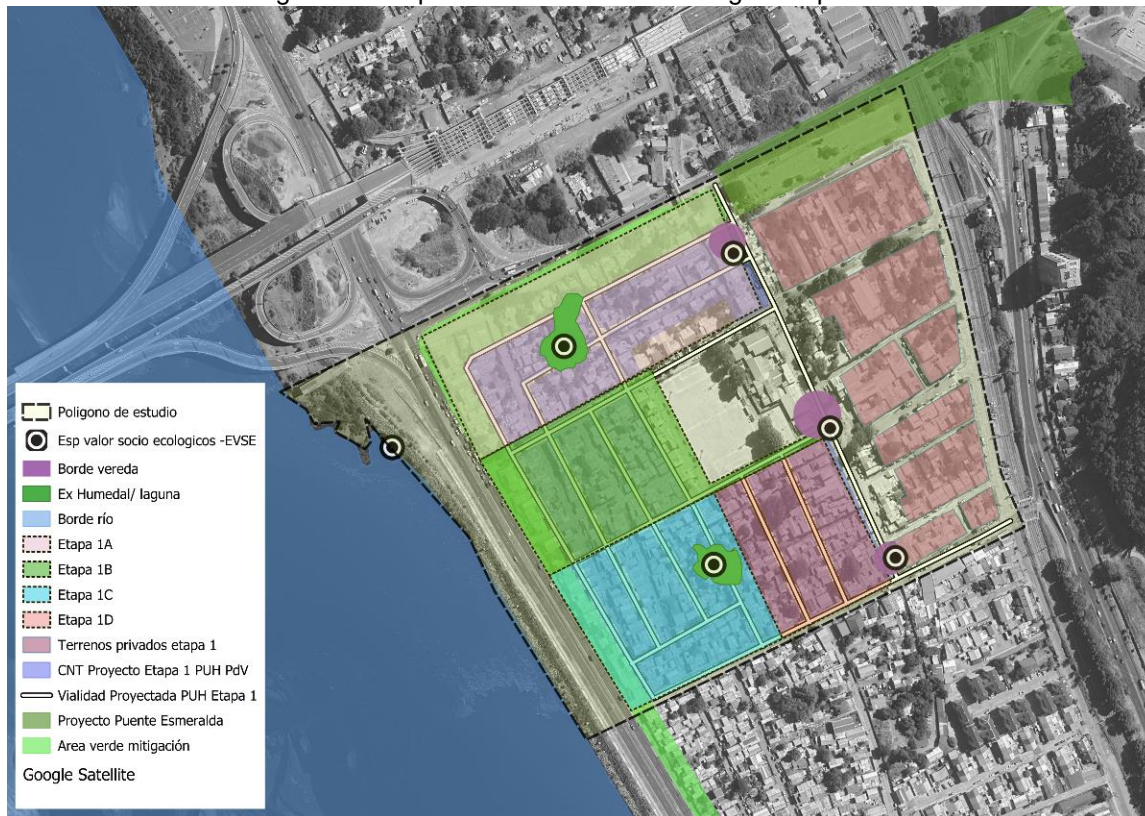 Poligono de estudio
Esp valor socio ecologicos -EVSE
Borde vereda
Ex Humedal/ laguna
Borde río
Etapa 1A
Etapa 1B
Etapa 1C
Etapa 1D
Terrenos privados etapa 1
CNT Proyecto Etapa 1 PUH PdV
Vialidad Proyectada PUH Etapa 1
Proyecto Puente Esmeralda
Area verde mitigación
Google Satellite